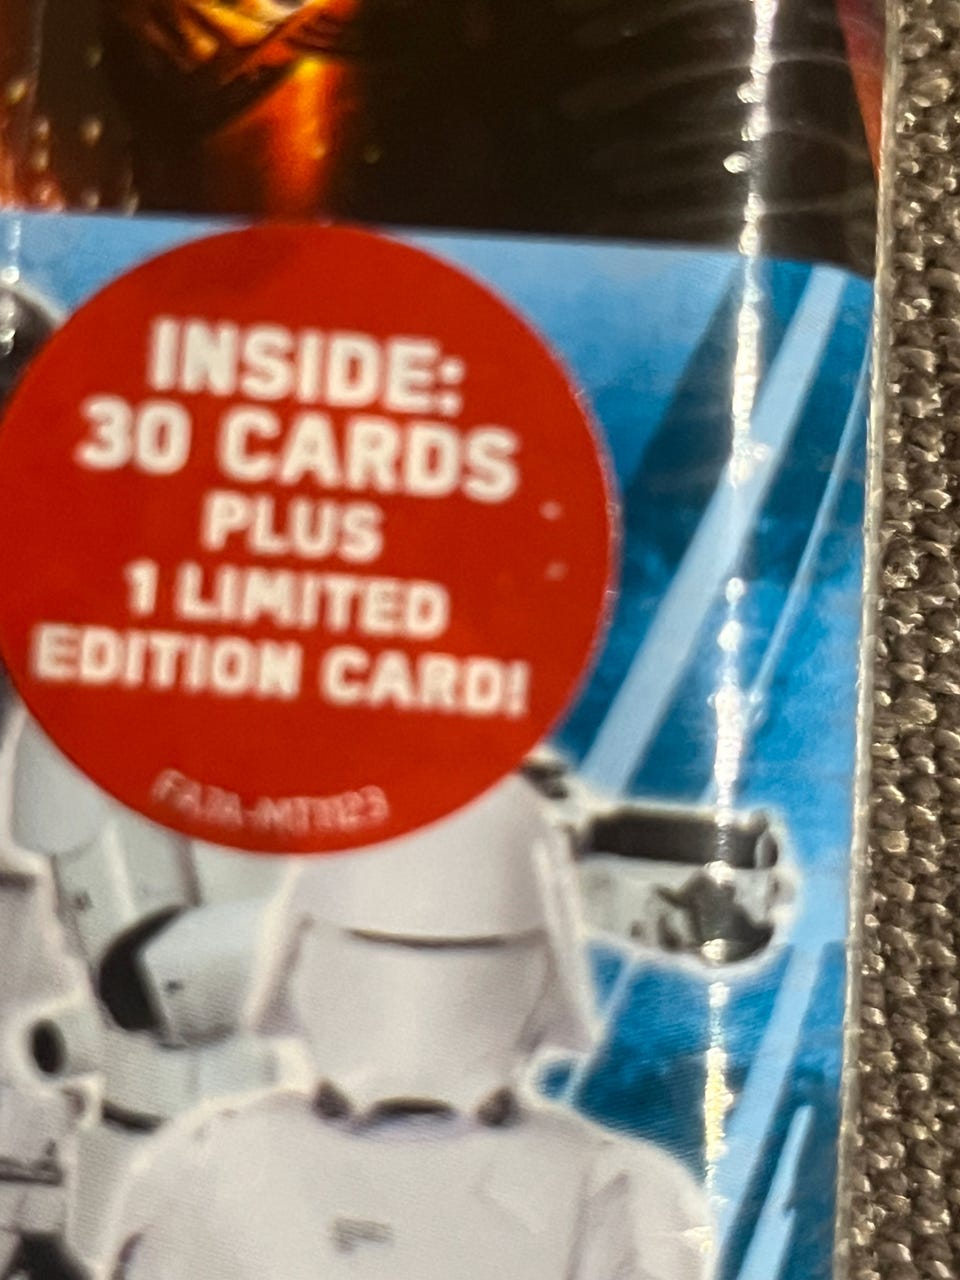 INSIDE:
30 CARDS
PLUS
1 LIMITED
EDITION CARD!